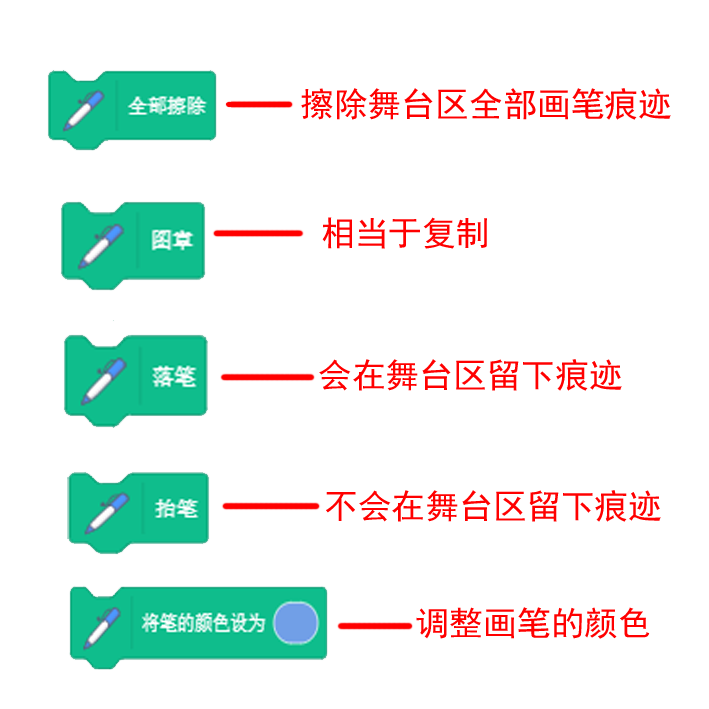 全部擦除
擦除舞台区全部画笔痕迹
图章
相当于复制
落笔
会在舞台区留下痕迹
抬笔
不会在舞台区留下痕迹
将笔的颜色设为
调整画笔的颜色